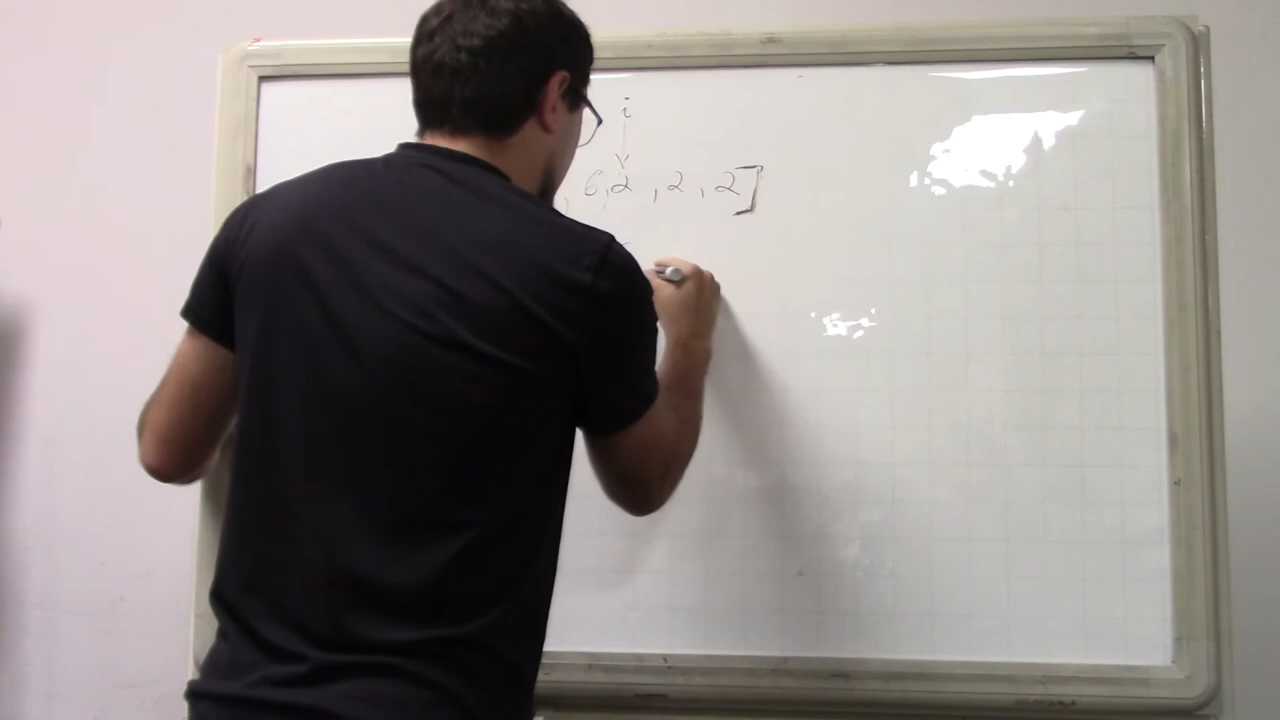 i
, 6, 2 , 2 , 2]